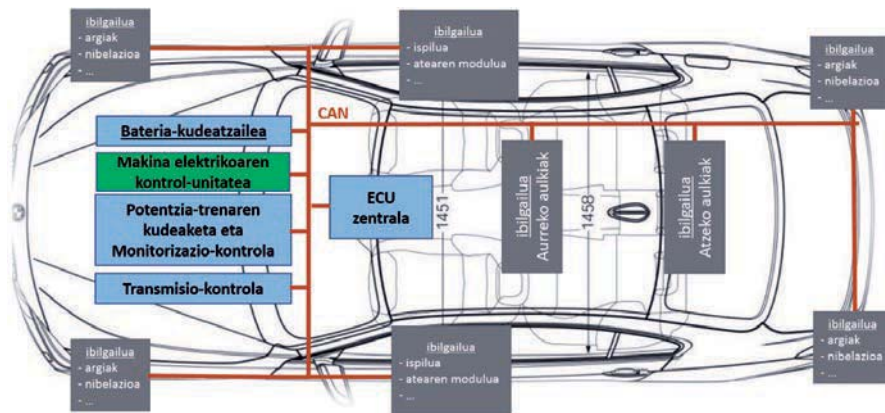 ibilgailua
- argiak
- nibelazioa
- ...
ibilgailua
- ispilua
- atearen modulua
- ...
ibilgailua
- argiak
- nibelazioa
- ...
CAN
Bateria-kudeatzailea
Makina elektrikoaren
kontrol-unitatea
Potentzia-trenaren
kudeaketa eta
Monitorizazio-kontrola
Transmisio-kontrola
ECU
zentrala
1451
ibilgailua
Aurreko aulkiak
1458
ibilgailua
Atzeko aulkiak
ibilgailua
- argiak
- nibelazioa
- ...
ibilgailua
- ispilua
- atearen modulua
- ...
ibilgailua
- argiak
- nibelazioa
- ...